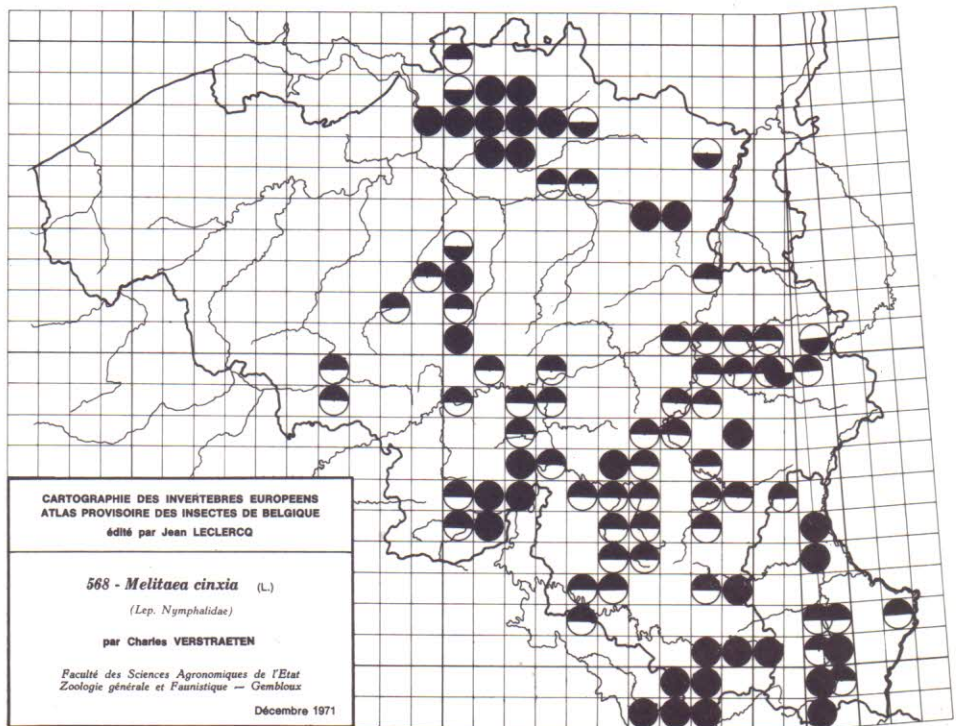 CARTOGRAPHIE DES INVERTEBRES EUROPEENS
ATLAS PROVISOIRE DES INSECTES DE BELGIQUE
édité par Jean LECLERCQ
568 - Melitaea cinxia (L.)
(Lep. Nymphalidae)
par Charles VERSTRAETEN
Faculté des Sciences Agronomiques de l'Etat
Zoologie générale et Faunistique — Gembloux
Décembre 1971